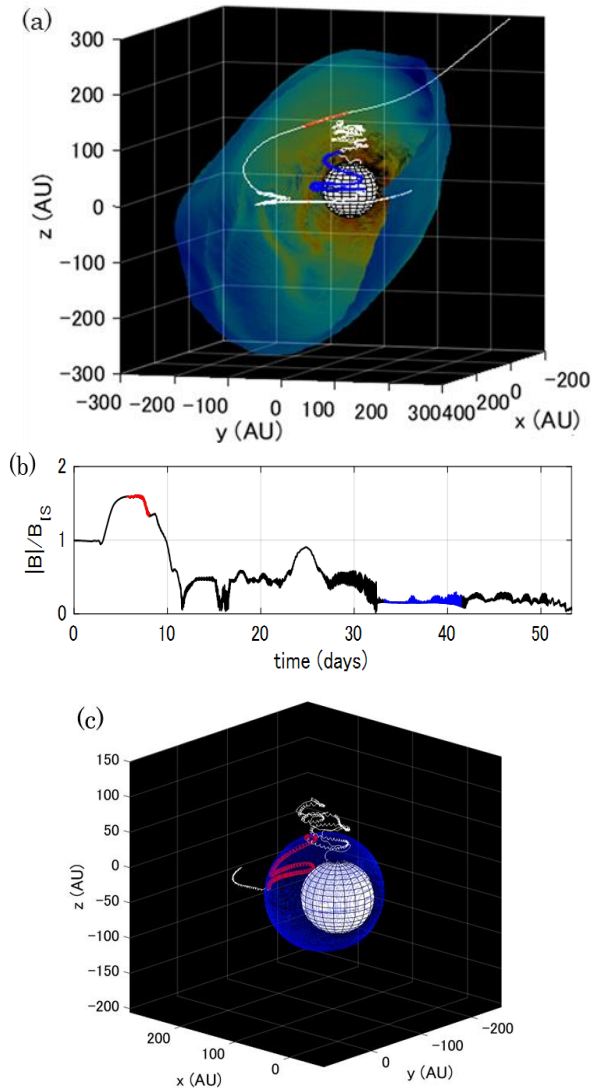 (a)
300
200
100
0
-100
-200
-300
z (AU)
-300 -200 -100 0 100 200 300
y (AU)
400 200 0 -200
x (AU)
(b)
2
1
0
|B|/B_IS
0 10 20 30 40 50
time (days)
(c)
150
100
50
0
-50
-100
-150
-200
z (AU)
200 100 0
x (AU)
0 -100 -200
y (AU)